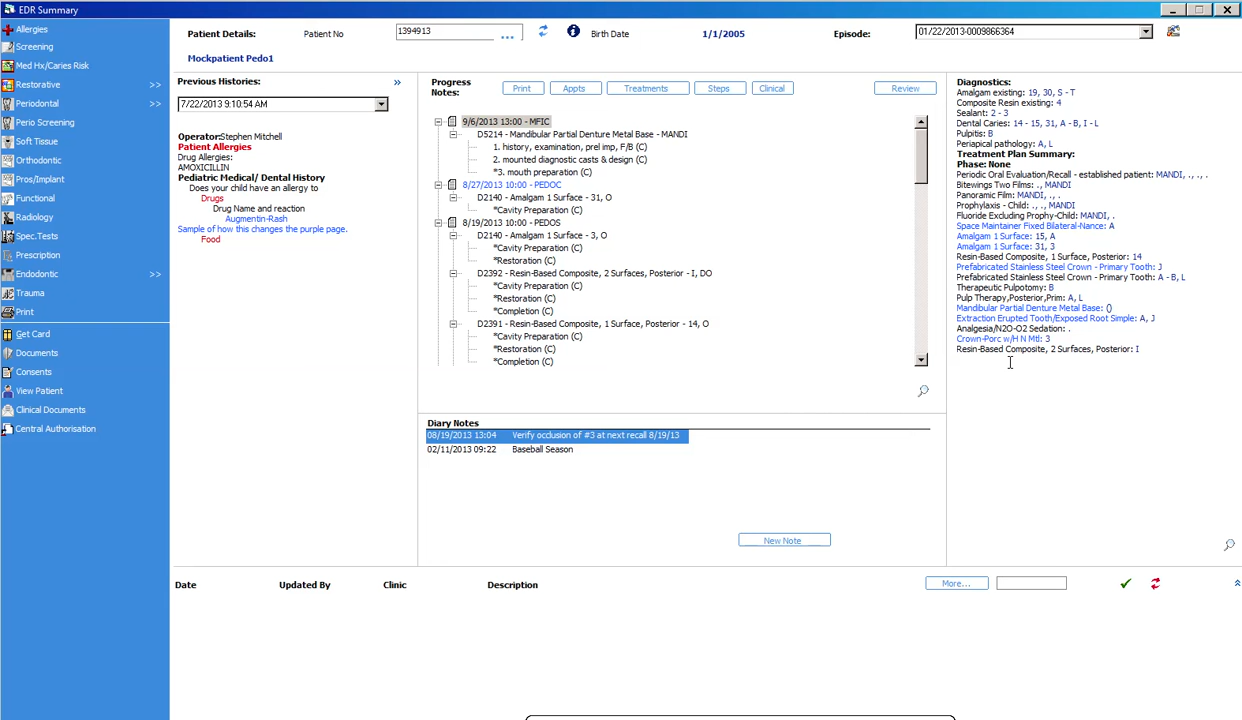 EDR Summary
Allergies
Screening
Med Hx/Caries Risk
Restorative >>
Periodontal >>
Perio Screening
Soft Tissue
Orthodontic
Pros/Implant
Functional
Radiology
Spec.Tests
Prescription
Endodontic >>
Trauma
Print
Get Card
Documents
Consents
View Patient
Clinical Documents
Central Authorisation
Patient Details: Patient No 1394913 ... Birth Date 1/1/2005 Episode: 01/22/2013-0009866364
Mockpatient Pedo1
Previous Histories: »
7/22/2013 9:10:54 AM
Operator:Stephen Mitchell
Patient Allergies
Drug Allergies:
AMOXICILLIN
Pediatric Medical/ Dental History
Does your child have an allergy to
Drugs
Drug Name and reaction
Augmentin-Rash
Sample of how this changes the purple page.
Food
Progress
Notes:
Print Appts Treatments Steps Clinical Review
9/6/2013 13:00 - MFIC
D5214 - Mandibular Partial Denture Metal Base - MANDI
1. history, examination, prel imp, F/B (C)
2. mounted diagnostic casts & design (C)
*3. mouth preparation (C)
8/27/2013 10:00 - PEDOC
D2140 - Amalgam 1 Surface - 31, O
*Cavity Preparation (C)
8/19/2013 10:00 - PEDOS
D2140 - Amalgam 1 Surface - 3, O
*Cavity Preparation (C)
*Restoration (C)
D2392 - Resin-Based Composite, 2 Surfaces, Posterior - I, DO
*Cavity Preparation (C)
*Restoration (C)
*Completion (C)
D2391 - Resin-Based Composite, 1 Surface, Posterior - 14, O
*Cavity Preparation (C)
*Restoration (C)
*Completion (C)
Diary Notes
08/19/2013 13:04 Verify occlusion of #3 at next recall 8/19/13
02/11/2013 09:22 Baseball Season
New Note
Diagnostics:
Amalgam existing: 19, 30, S - T
Composite Resin existing: 4
Sealant: 2 - 3
Dental Caries: 14 - 15, 31, A - B, I - L
Pulpitis: B
Periapical pathology: A, L
Treatment Plan Summary:
Phase: None
Periodic Oral Evaluation/Recall - established patient: MANDI, ., ., .
Bitewings Two Films: ., MANDI
Panoramic Film: MANDI, ., .
Prophylaxis - Child: ., ., MANDI
Fluoride Excluding Prophy-Child: MANDI, .
Space Maintainer Fixed Bilateral-Nance: A
Amalgam 1 Surface: 15, A
Amalgam 1 Surface: 31, 3
Resin-Based Composite, 1 Surface, Posterior: 14
Prefabricated Stainless Steel Crown - Primary Tooth: J
Prefabricated Stainless Steel Crown - Primary Tooth: A - B, L
Therapeutic Pulpotomy: B
Pulp Therapy,Posterior,Prim: A, L
Mandibular Partial Denture Metal Base: ()
Extraction Erupted Tooth/Exposed Root Simple: A, J
Analgesia/N2O-O2 Sedation: .
Crown-Porc w/H N Mtl: 3
Resin-Based Composite, 2 Surfaces, Posterior: I
Date Updated By Clinic Description More...